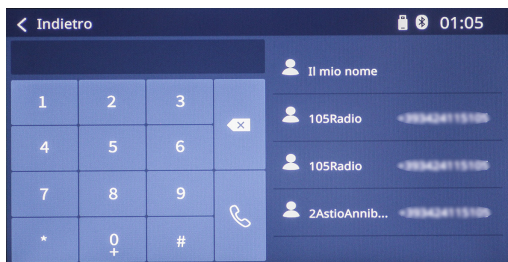 Indietro
01:05
1 2 3
4 5 6
7 8 9
* 0 #
+
Il mio nome
105Radio
105Radio
2AstioAnnib...